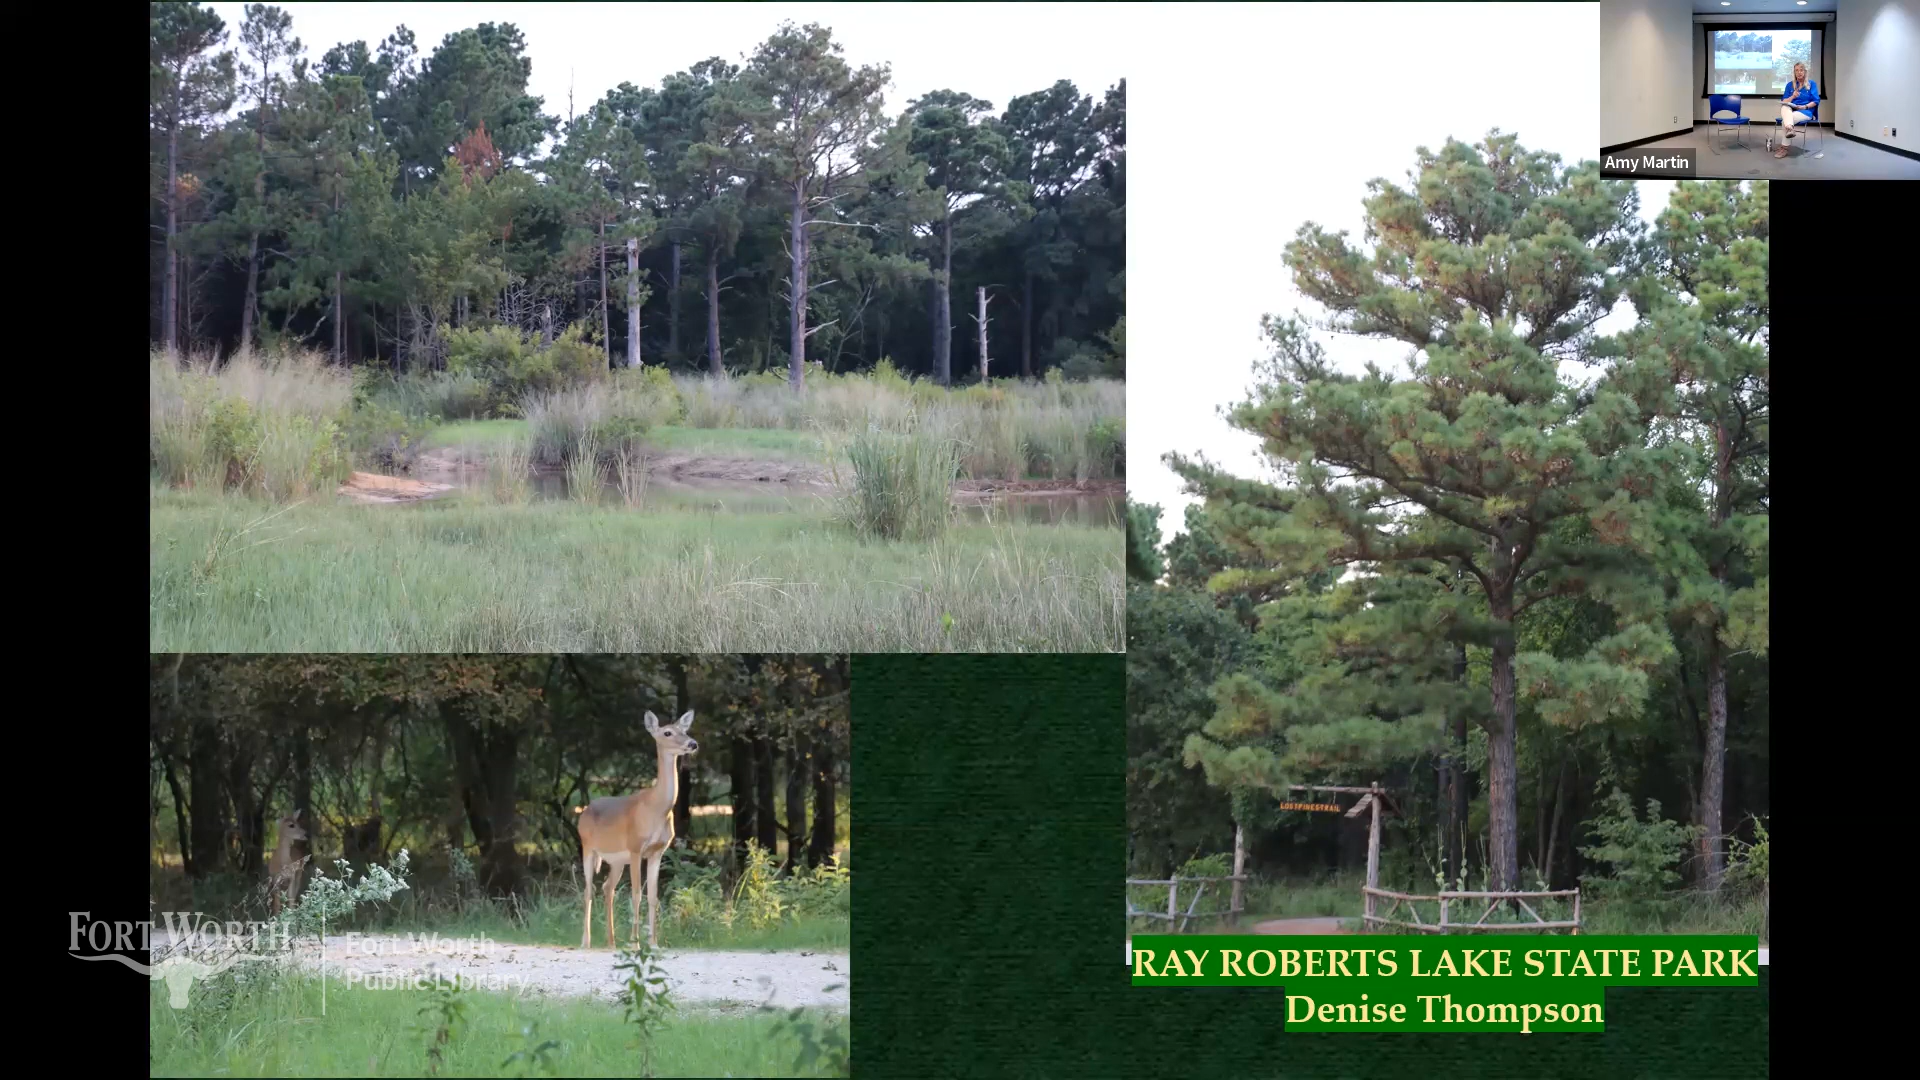 Amy Martin
LOST PINES TRAIL
FORT WORTH
Fort Worth
Public Library
RAY ROBERTS LAKE STATE PARK
Denise Thompson